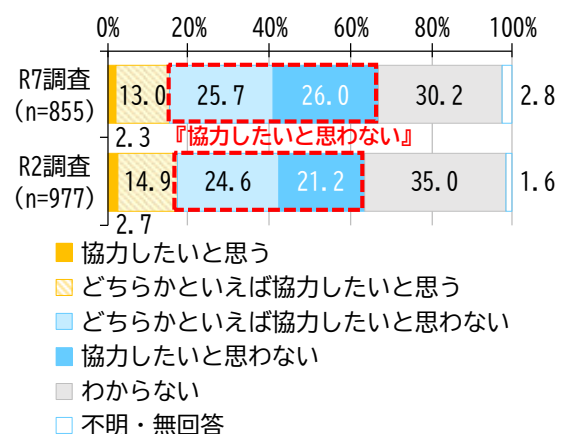 0% 20% 40% 60% 80% 100%
R7調査
(n=855)
13.0 25.7 26.0 30.2 2.8
2.3 『協力したいと思わない』
R2調査
(n=977)
14.9 24.6 21.2 35.0 1.6
2.7
協力したいと思う
どちらかといえば協力したいと思う
どちらかといえば協力したいと思わない
協力したいと思わない
わからない
不明・無回答